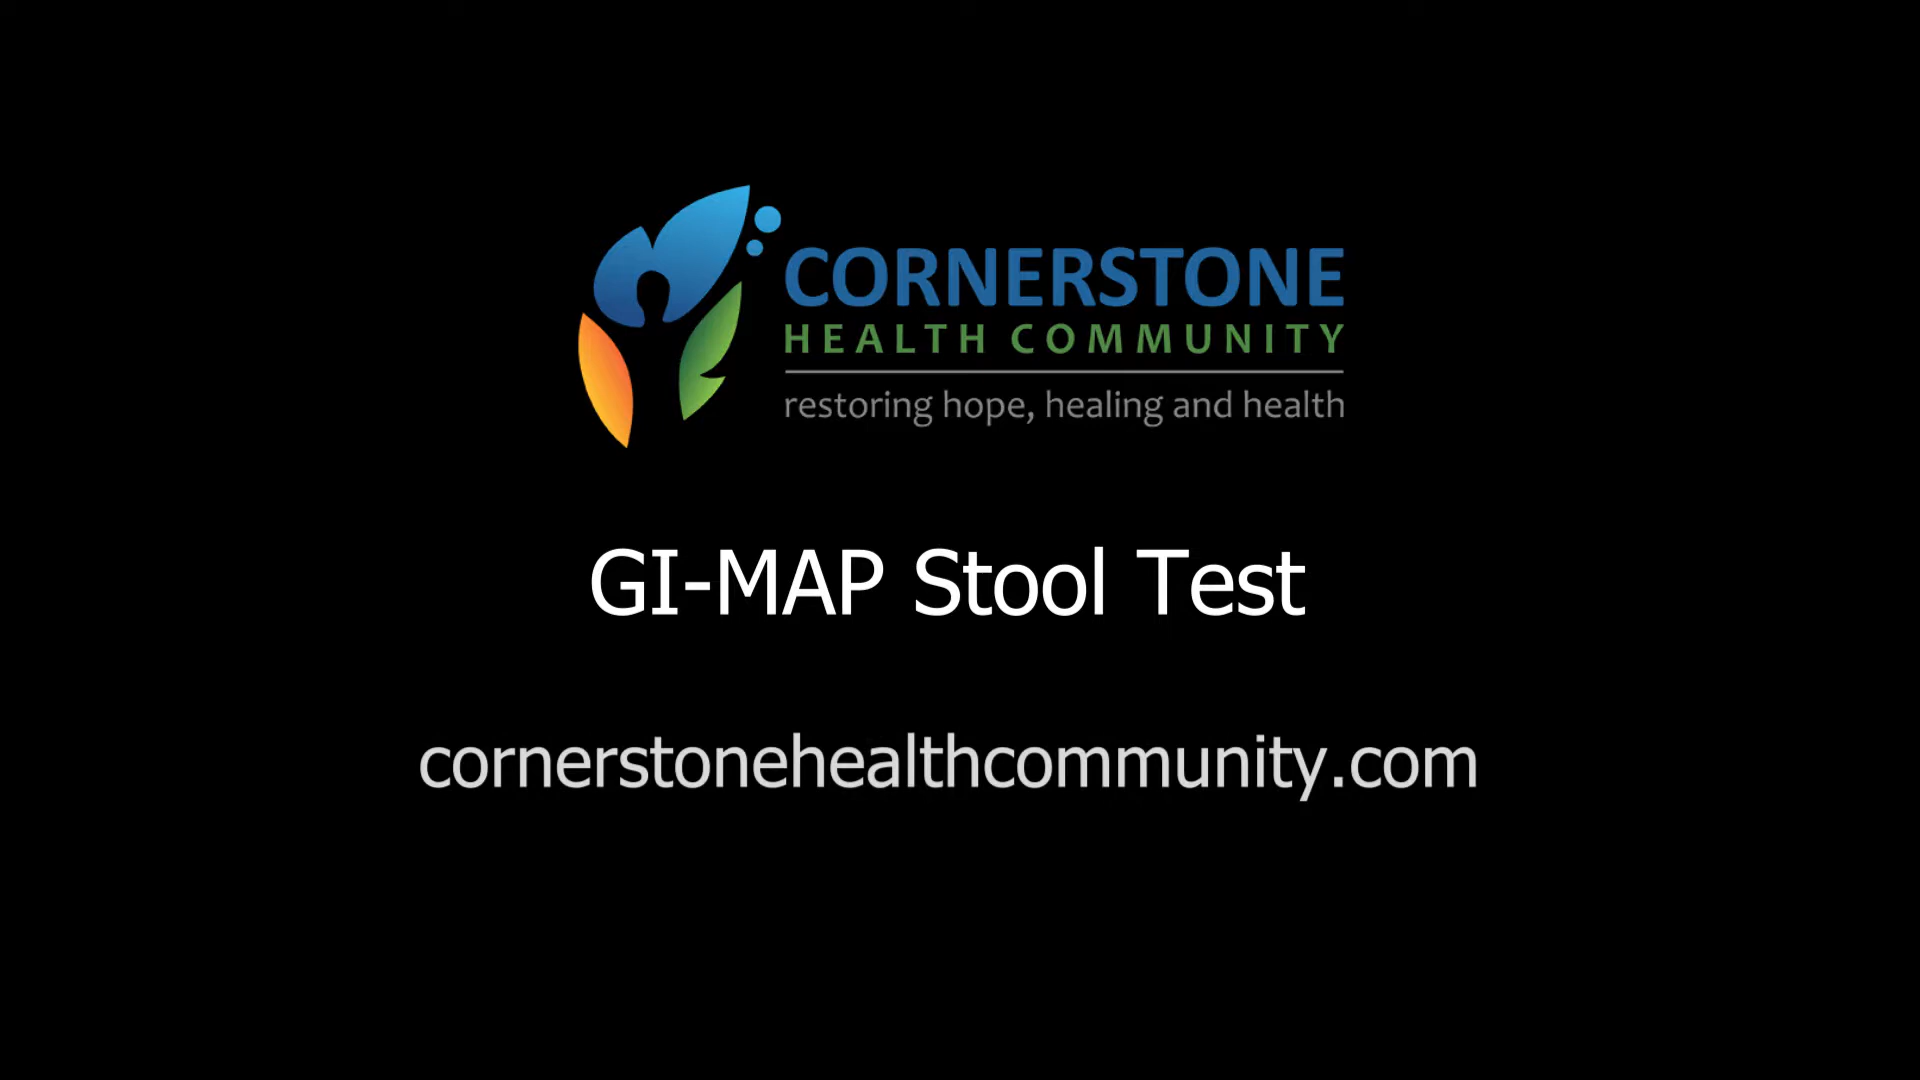 CORNERSTONE
HEALTH COMMUNITY
restoring hope, healing and health
GI-MAP Stool Test
cornerstonehealthcommunity.com